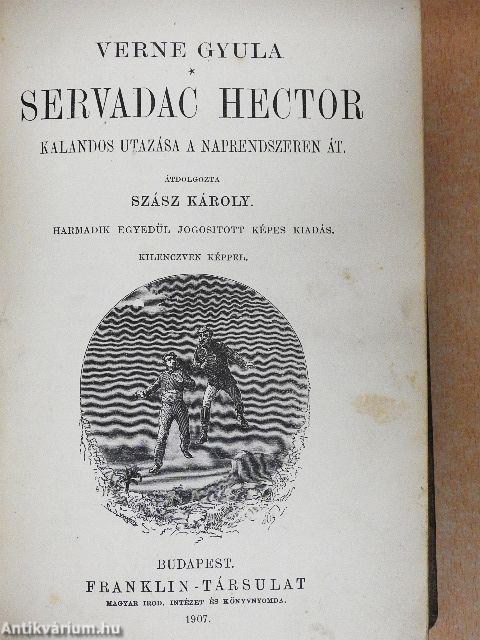 VERNE GYULA
*
SERVADAC HECTOR
KALANDOS UTAZÁSA A NAPRENDSZEREN ÁT.
ÁTDOLGOZTA
SZÁSZ KÁROLY.
HARMADIK EGYEDÜL JOGOSITOTT KÉPES KIADÁS.
KILENCZVEN KÉPPEL.
BUDAPEST.
FRANKLIN-TÁRSULAT
MAGYAR IROD. INTÉZET ÉS KÖNYVNYOMDA.
1907.
Antikvárium.hu